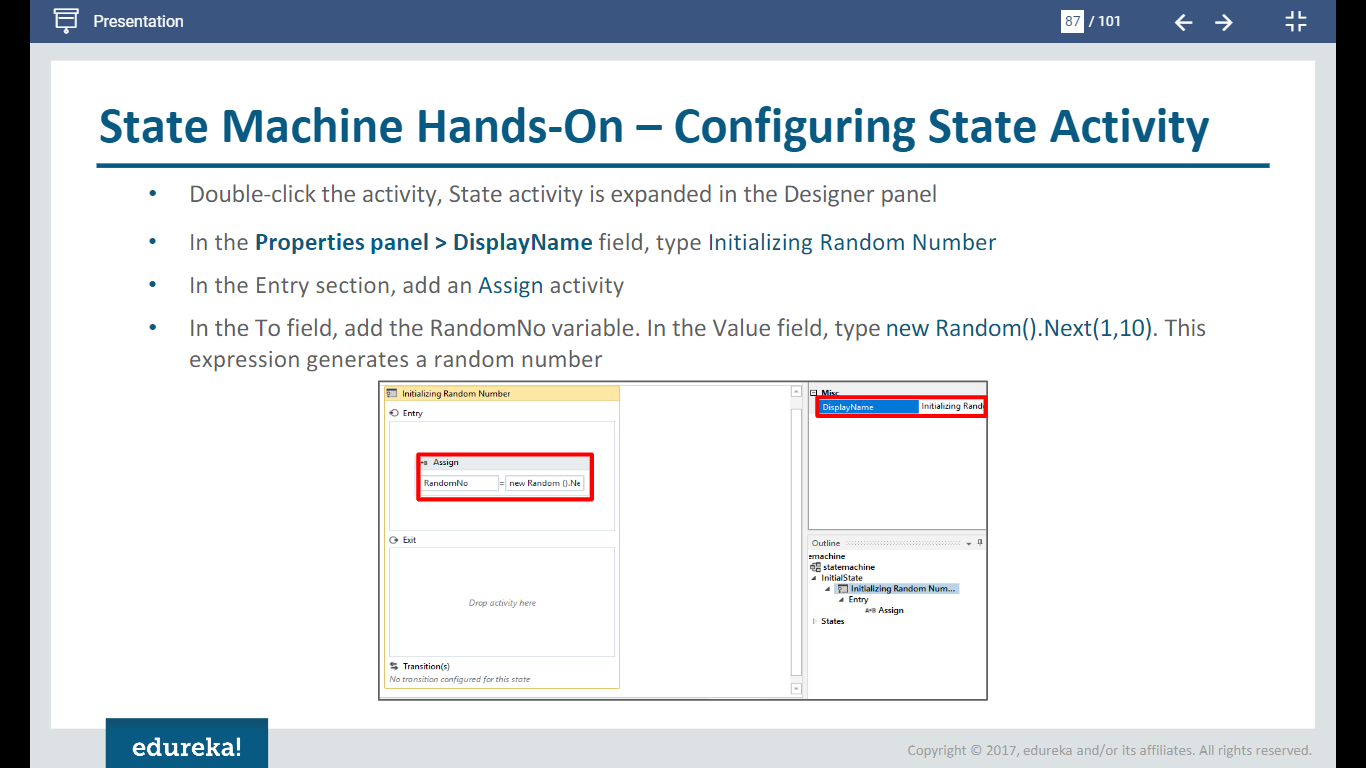 Presentation
87 / 101
State Machine Hands-On – Configuring State Activity
• Double-click the activity, State activity is expanded in the Designer panel
• In the Properties panel > DisplayName field, type Initializing Random Number
• In the Entry section, add an Assign activity
• In the To field, add the RandomNo variable. In the Value field, type new Random().Next(1,10). This
expression generates a random number
Initializing Random Number
Entry
Assign
RandomNo = new Random ().Ne
Exit
Drop activity here
Transition(s)
No transition configured for this state
Misc
DisplayName Initializing Rand
Outline
emachine
statemachine
InitialState
Initializing Random Num...
Entry
A+B Assign
States
edureka!
Copyright © 2017, edureka and/or its affiliates. All rights reserved.